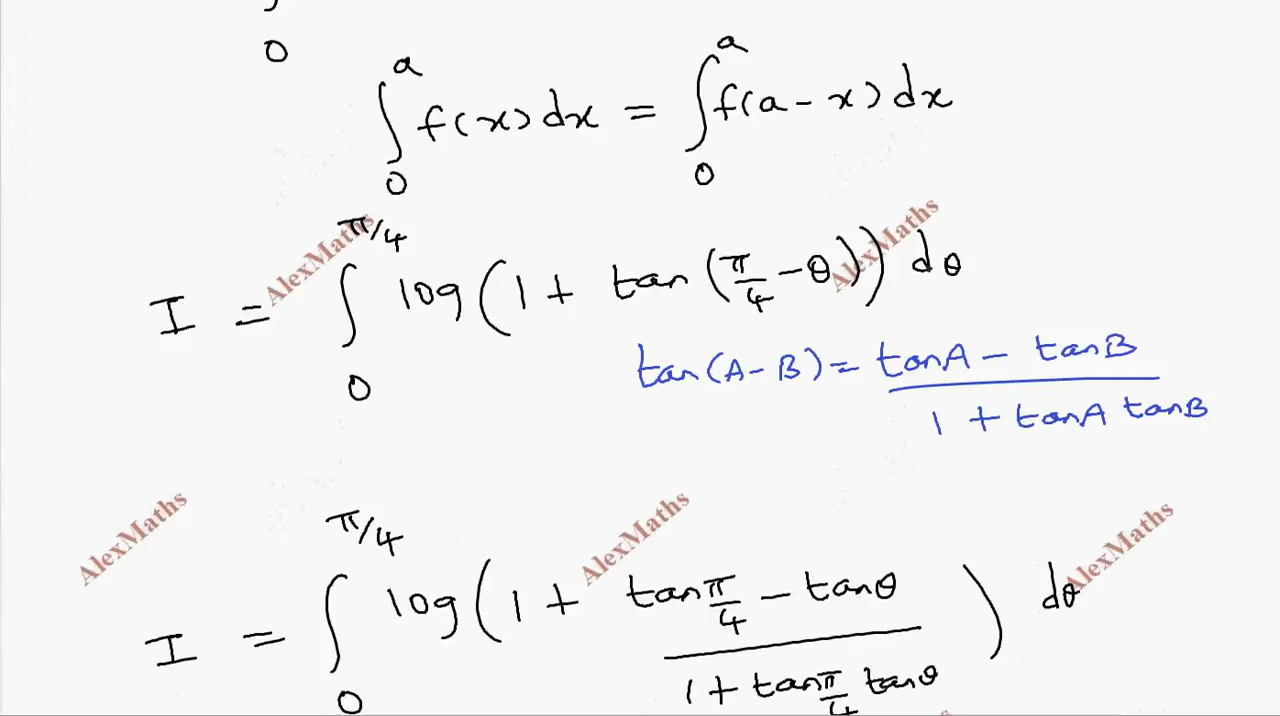 0
∫₀ᵃ f(x) dx = ∫₀ᵃ f(a - x) dx
I = ∫₀^(π/4) log(1 + tan(π/4 - θ)) dθ
tan(A - B) = (tanA - tanB)/(1 + tanA tanB)
I = ∫₀^(π/4) log(1 + (tan π/4 - tanθ)/(1 + tan π/4 tanθ)) dθ
AlexMaths
AlexMaths
AlexMaths
AlexMaths
AlexMaths